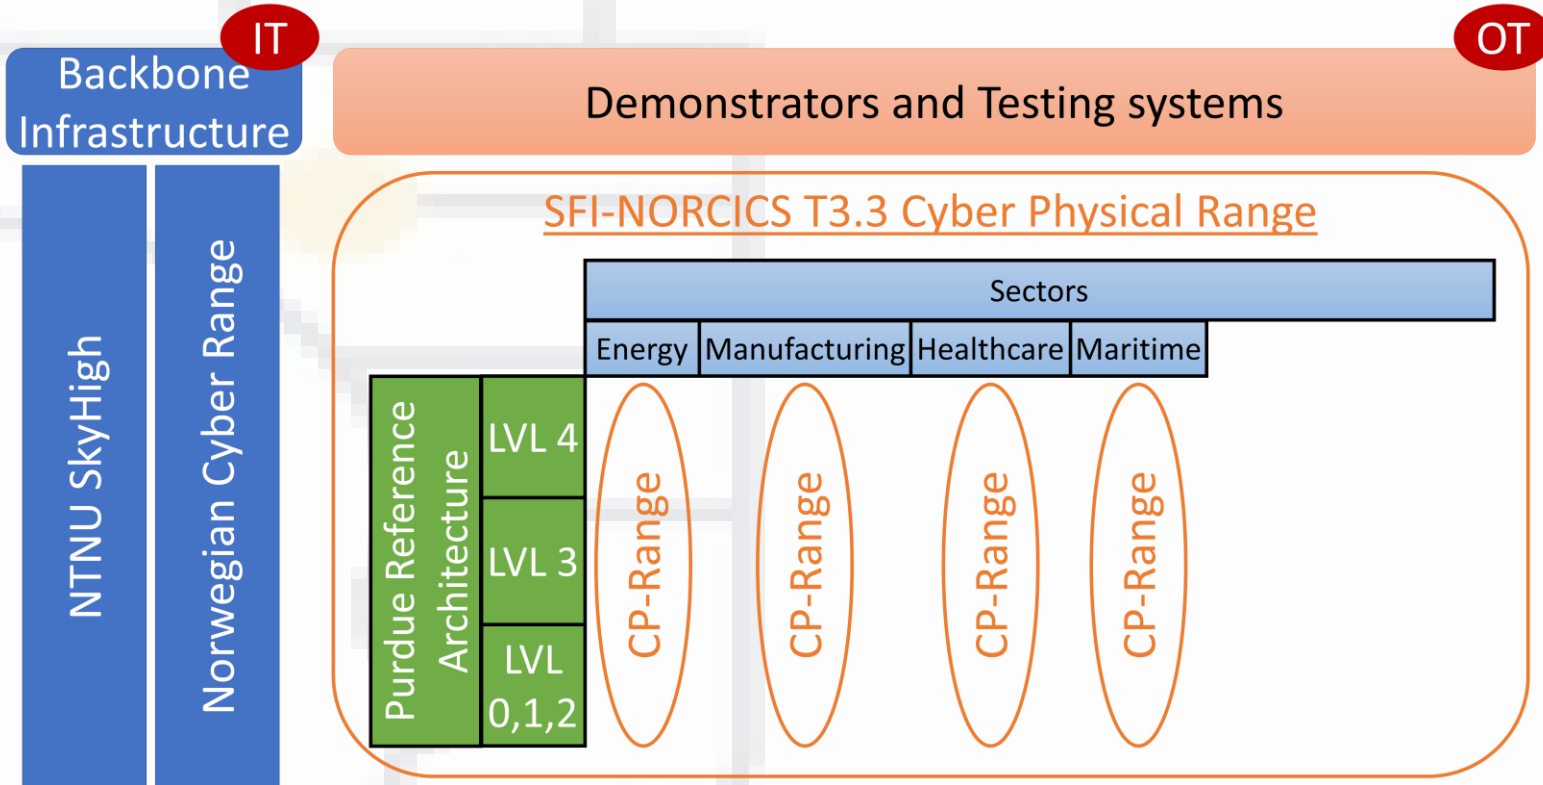 IT
OT
Backbone
Infrastructure
Demonstrators and Testing systems
NTNU SkyHigh
Norwegian Cyber Range
SFI-NORCICS T3.3 Cyber Physical Range
Sectors
Energy
Manufacturing
Healthcare
Maritime
Purdue Reference
Architecture
LVL 4
LVL 3
LVL
0,1,2
CP-Range
CP-Range
CP-Range
CP-Range